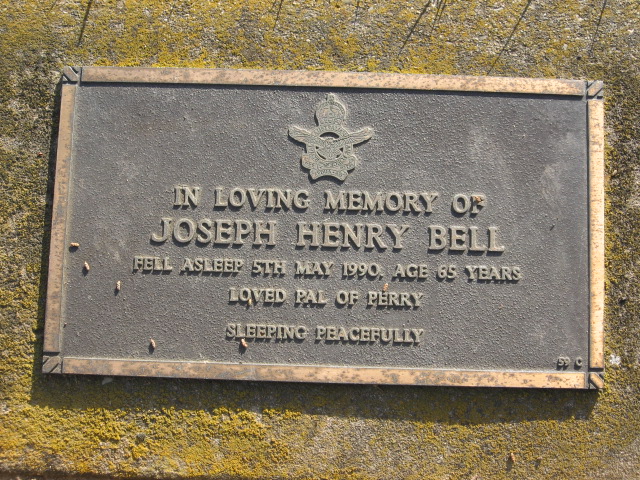 IN LOVING MEMORY OF
JOSEPH HENRY BELL
FELL ASLEEP 5TH MAY 1990, AGE 65 YEARS
LOVED PAL OF PERRY
SLEEPING PEACEFULLY